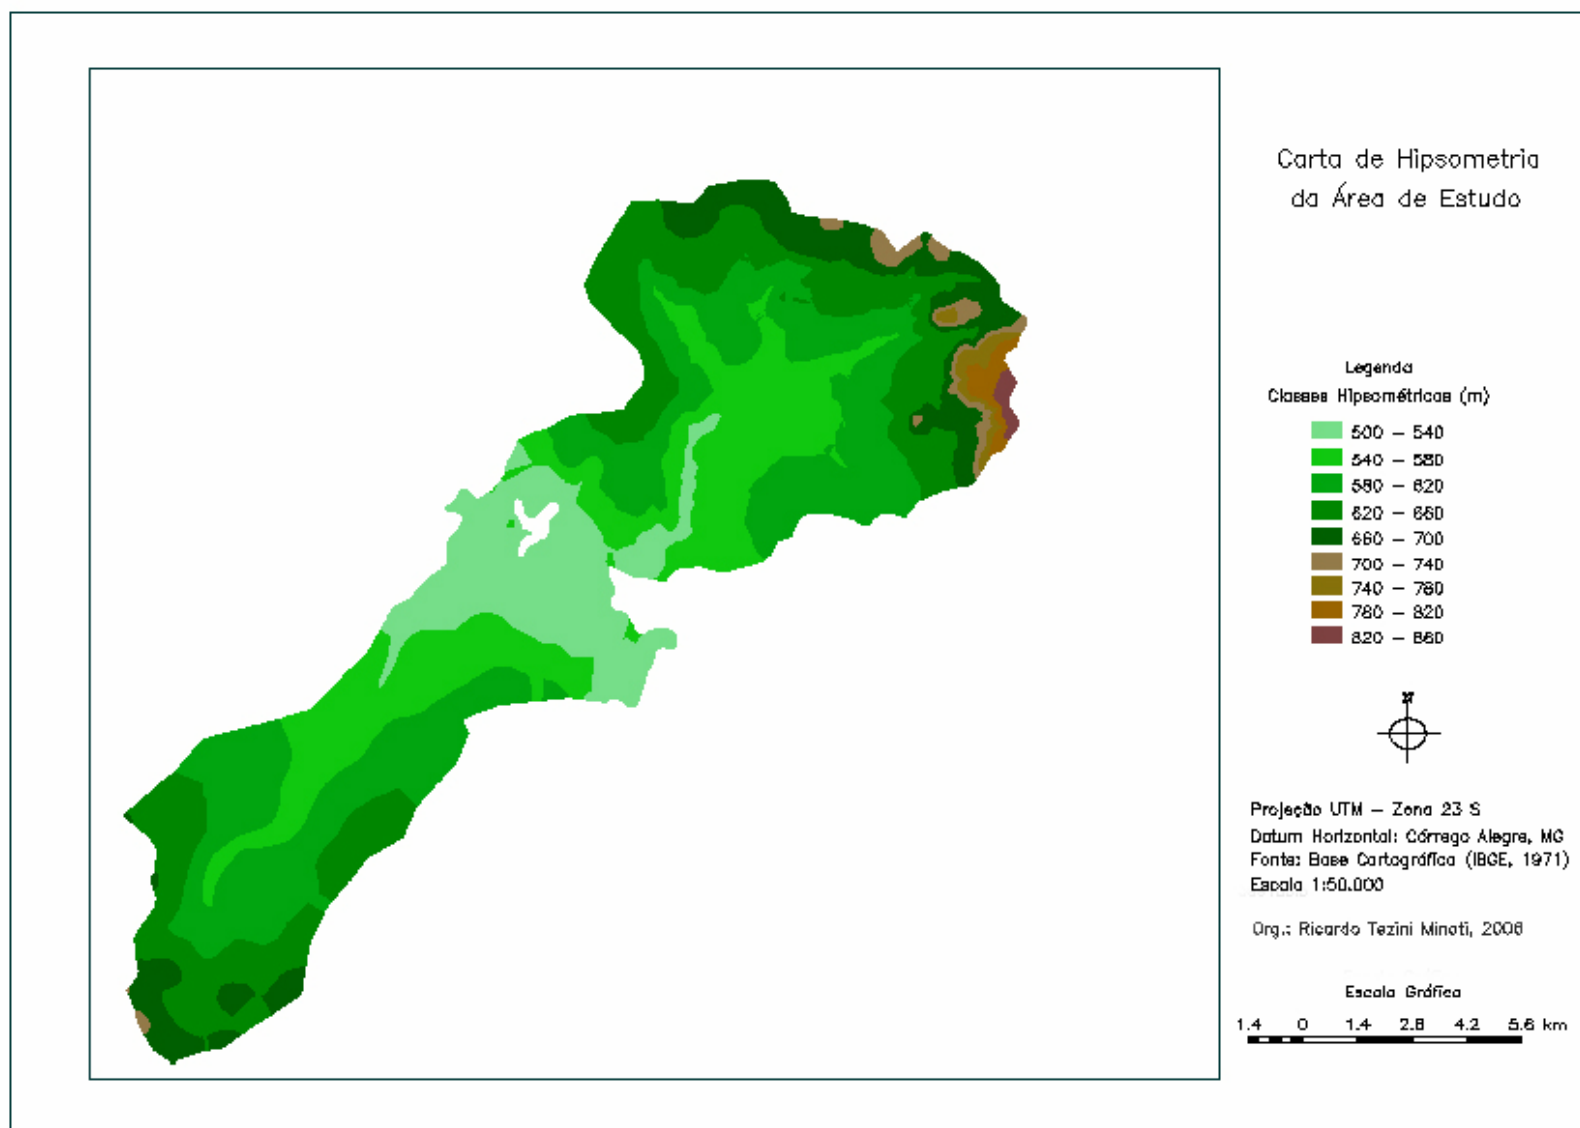 Carta de Hipsometria
da Área de Estudo
Legenda
Classes Hipsométricas (m)
500 – 540
540 – 580
580 – 620
620 – 660
660 – 700
700 – 740
740 – 780
780 – 820
820 – 860
N
Projeção UTM – Zona 23 S
Datum Horizontal: Córrego Alegre, MG
Fonte: Base Cartográfica (IBGE, 1971)
Escala 1:50.000
Org.: Ricardo Tezini Minoti, 2006
Escala Gráfica
1.4 0 1.4 2.8 4.2 5.6 km